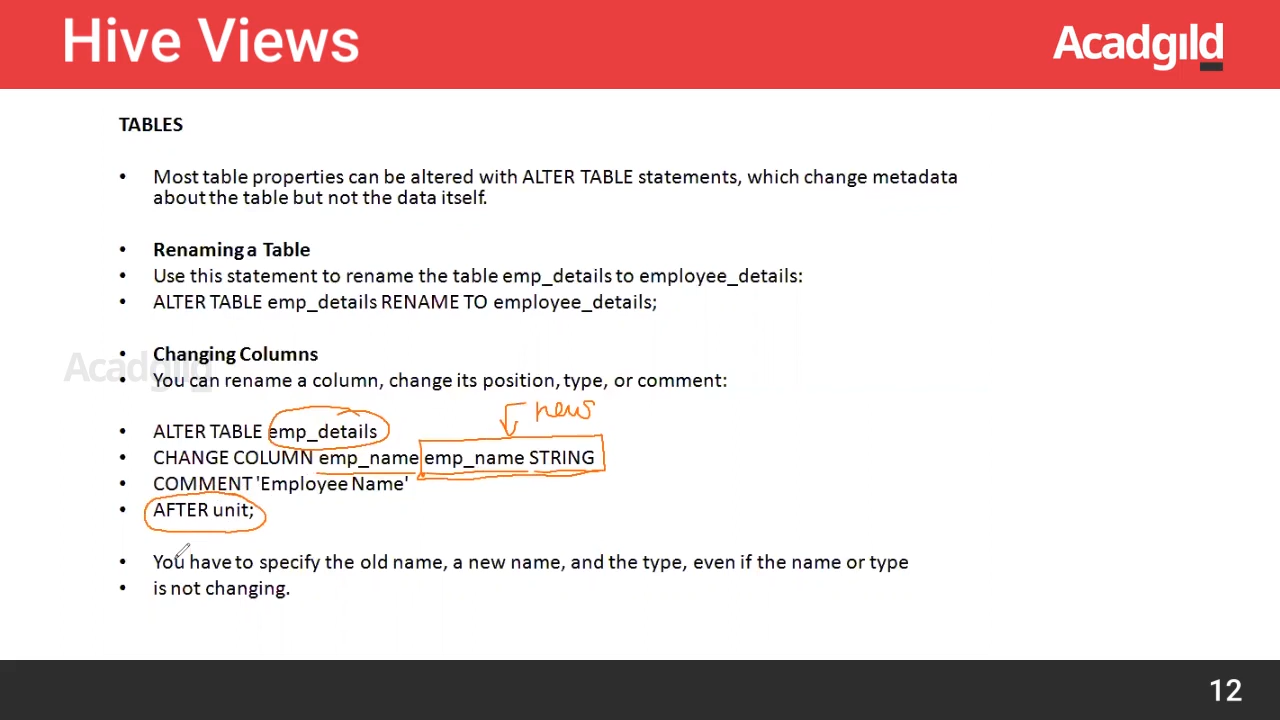 Hive Views
Acadgild
TABLES
• Most table properties can be altered with ALTER TABLE statements, which change metadata
about the table but not the data itself.
• Renaming a Table
• Use this statement to rename the table emp_details to employee_details:
• ALTER TABLE emp_details RENAME TO employee_details;
• Changing Columns
Acadgild
• You can rename a column, change its position, type, or comment:
new
• ALTER TABLE emp_details
• CHANGE COLUMN emp_name emp_name STRING
• COMMENT 'Employee Name'
• AFTER unit;
• You have to specify the old name, a new name, and the type, even if the name or type
• is not changing.
12